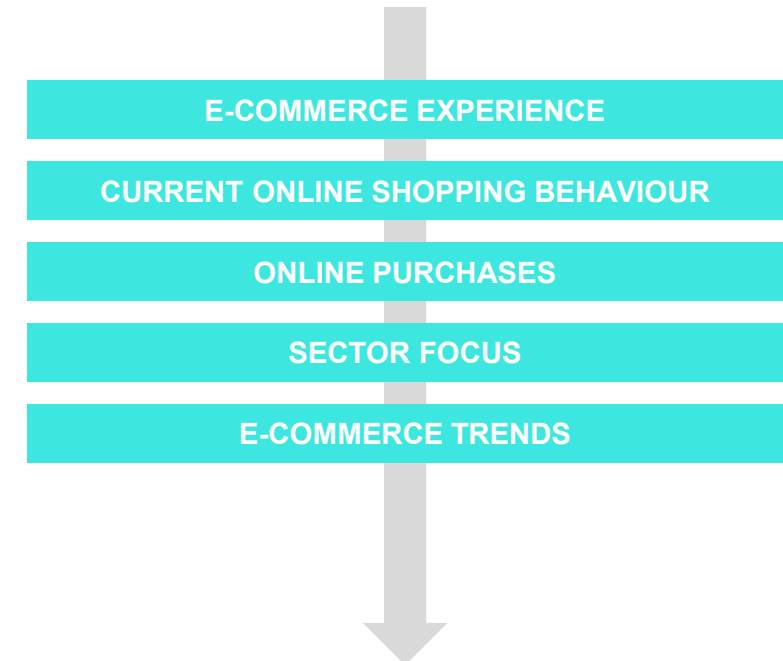 E-COMMERCE EXPERIENCE
CURRENT ONLINE SHOPPING BEHAVIOUR
ONLINE PURCHASES
SECTOR FOCUS
E-COMMERCE TRENDS